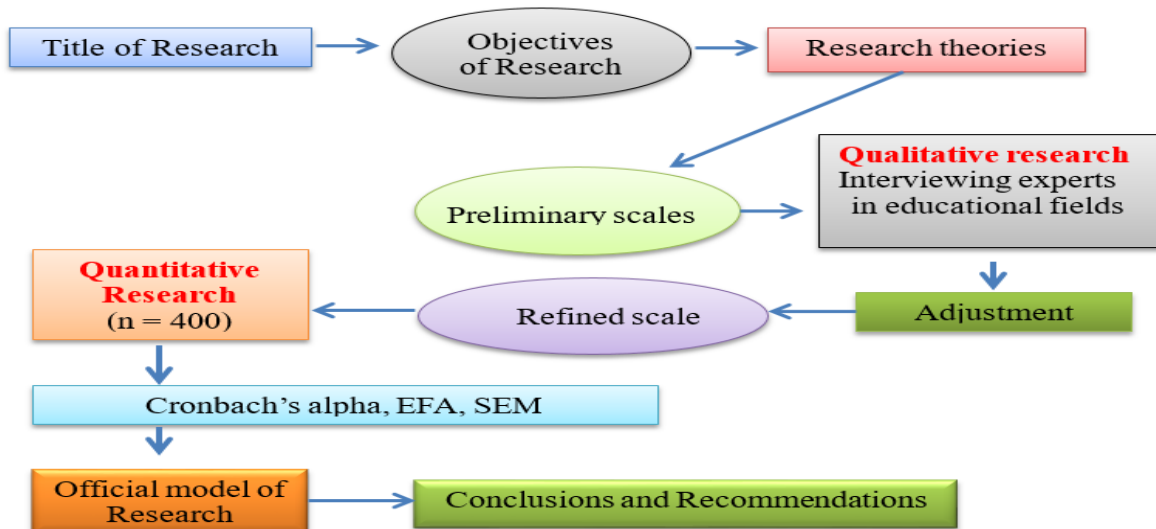 Title of Research
Objectives
of Research
Research theories
Preliminary scales
Qualitative research
Interviewing experts
in educational fields
Adjustment
Refined scale
Quantitative
Research
(n = 400)
Cronbach’s alpha, EFA, SEM
Official model of
Research
Conclusions and Recommendations